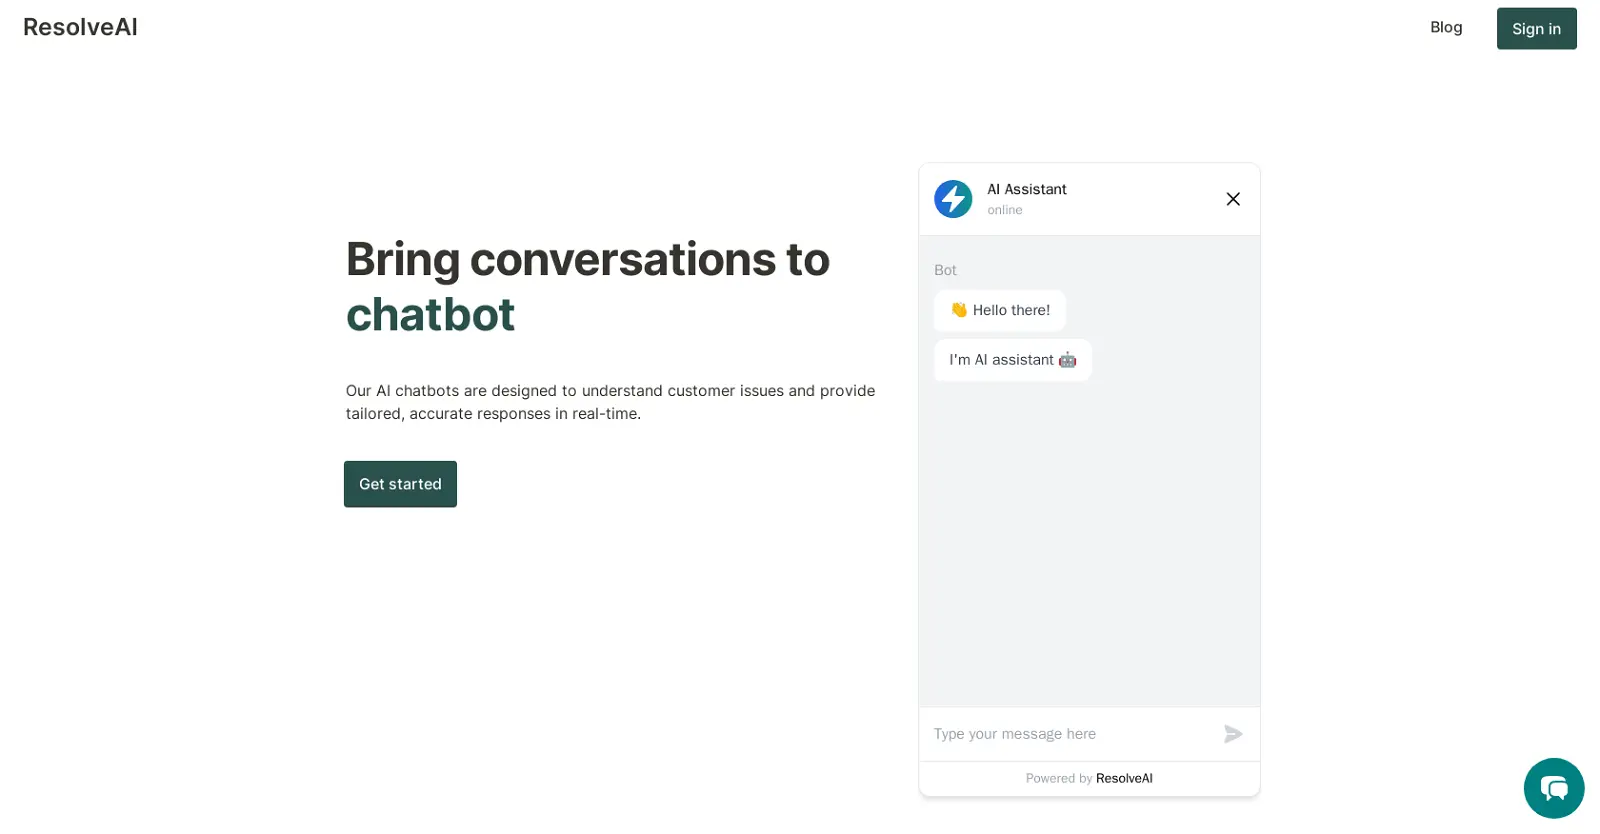 ResolveAI
Blog
Sign in
Bring conversations to
chatbot
Our AI chatbots are designed to understand customer issues and provide
tailored, accurate responses in real-time.
Get started
AI Assistant
online
Bot
👋 Hello there!
I'm AI assistant 🤖
Type your message here
Powered by ResolveAI